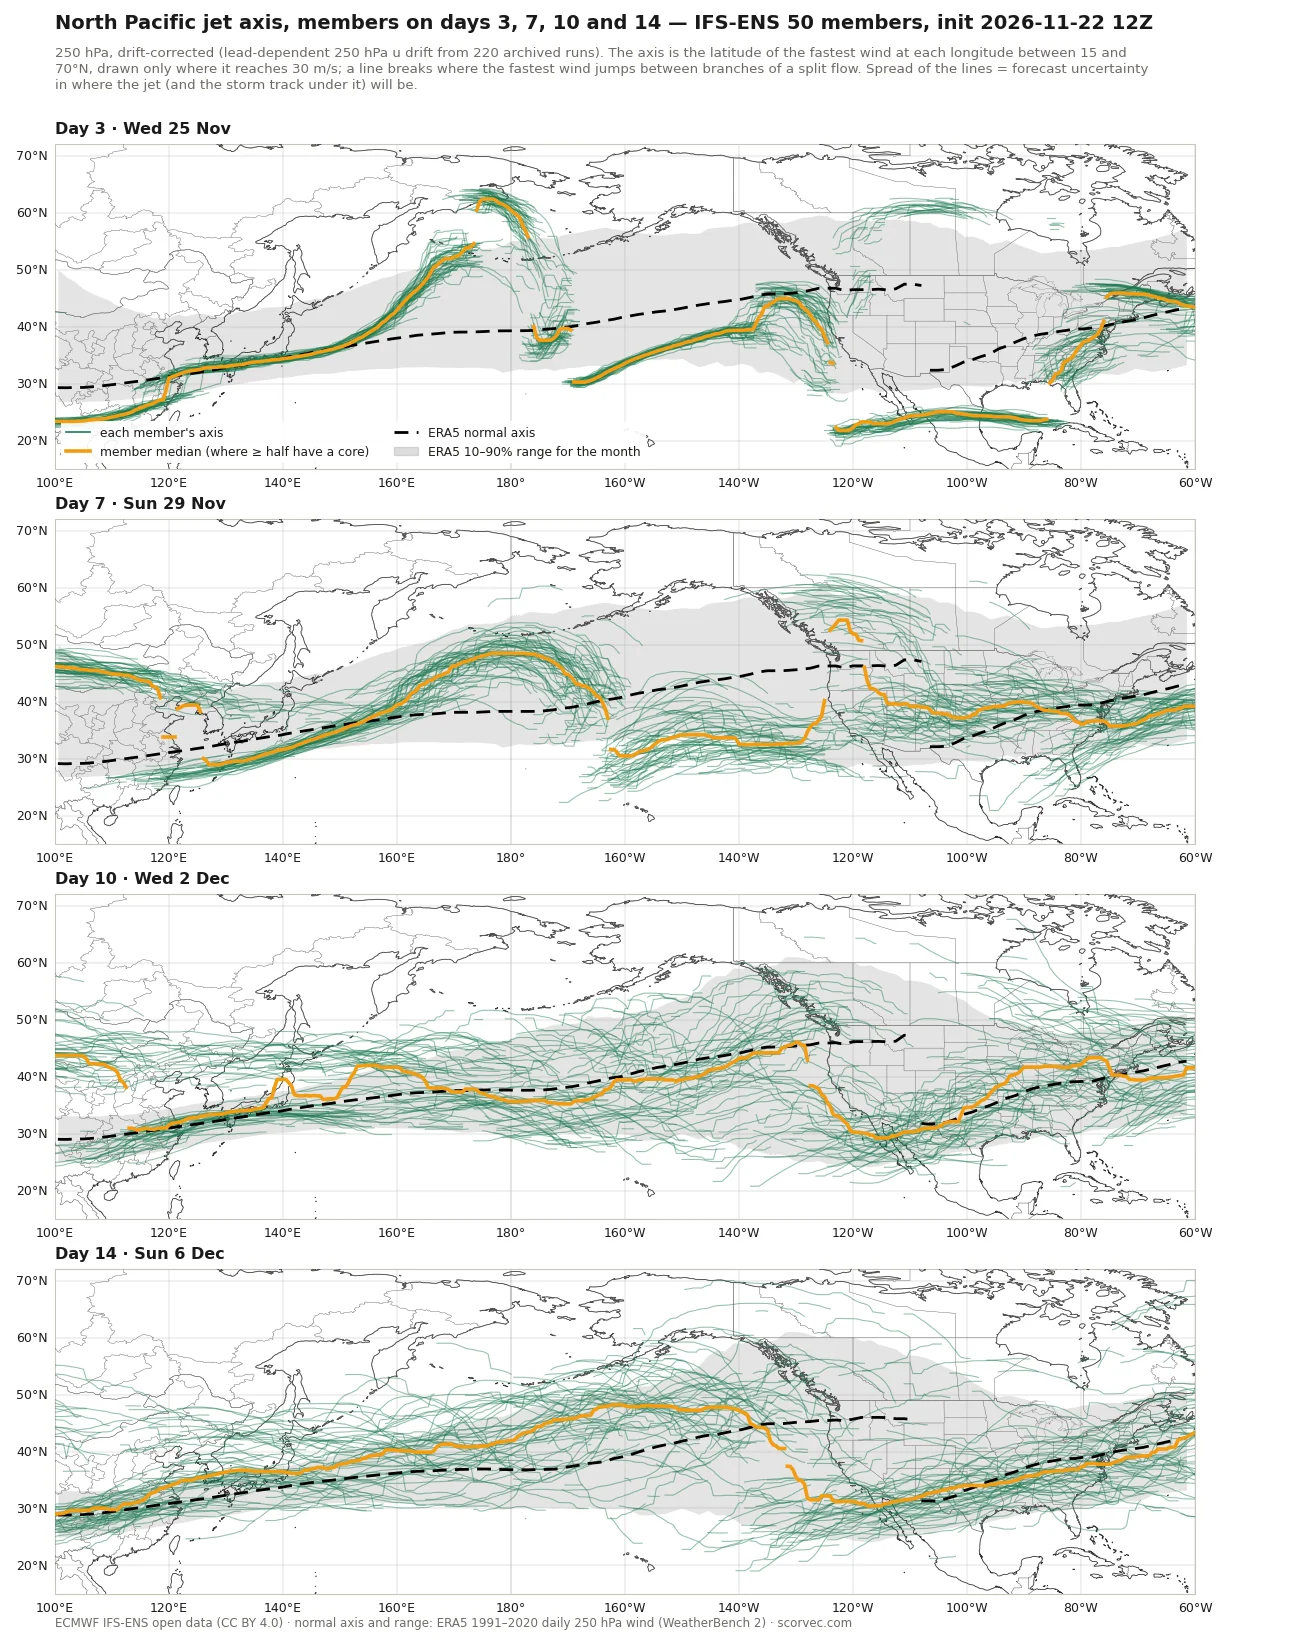 North Pacific jet axis, members on days 3, 7, 10 and 14 — IFS-ENS 50 members, init 2026-11-22 12Z
250 hPa, drift-corrected (lead-dependent 250 hPa u drift from 220 archived runs). The axis is the latitude of the fastest wind at each longitude between 15 and
70°N, drawn only where it reaches 30 m/s; a line breaks where the fastest wind jumps between branches of a split flow. Spread of the lines = forecast uncertainty
in where the jet (and the storm track under it) will be.
Day 3 · Wed 25 Nov
70°N
60°N
50°N
40°N
30°N
20°N
each member's axis
member median (where ≥ half have a core)
ERA5 normal axis
ERA5 10–90% range for the month
100°E 120°E 140°E 160°E 180° 160°W 140°W 120°W 100°W 80°W 60°W
Day 7 · Sun 29 Nov
70°N
60°N
50°N
40°N
30°N
20°N
100°E 120°E 140°E 160°E 180° 160°W 140°W 120°W 100°W 80°W 60°W
Day 10 · Wed 2 Dec
70°N
60°N
50°N
40°N
30°N
20°N
100°E 120°E 140°E 160°E 180° 160°W 140°W 120°W 100°W 80°W 60°W
Day 14 · Sun 6 Dec
70°N
60°N
50°N
40°N
30°N
20°N
100°E 120°E 140°E 160°E 180° 160°W 140°W 120°W 100°W 80°W 60°W
ECMWF IFS-ENS open data (CC BY 4.0) · normal axis and range: ERA5 1991–2020 daily 250 hPa wind (WeatherBench 2) · scorvec.com